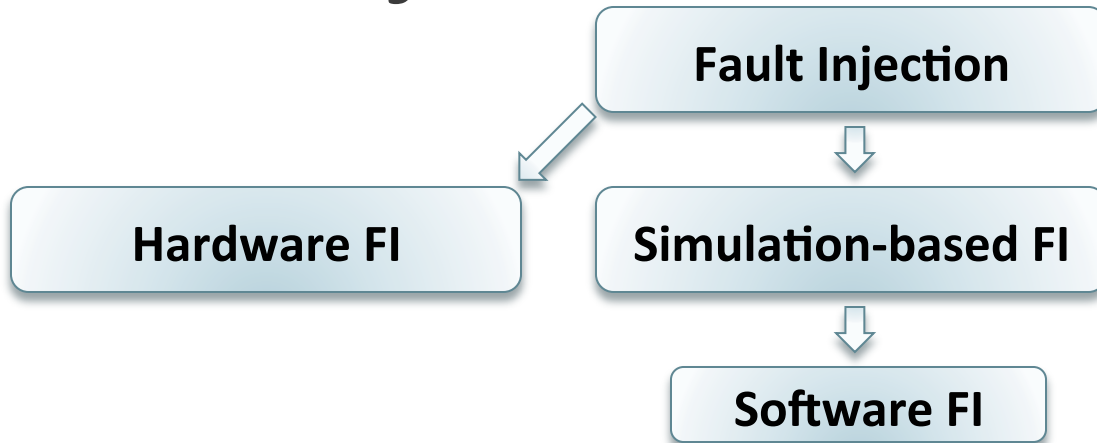 Fault Injection
Hardware FI
Simulation-based FI
Software FI